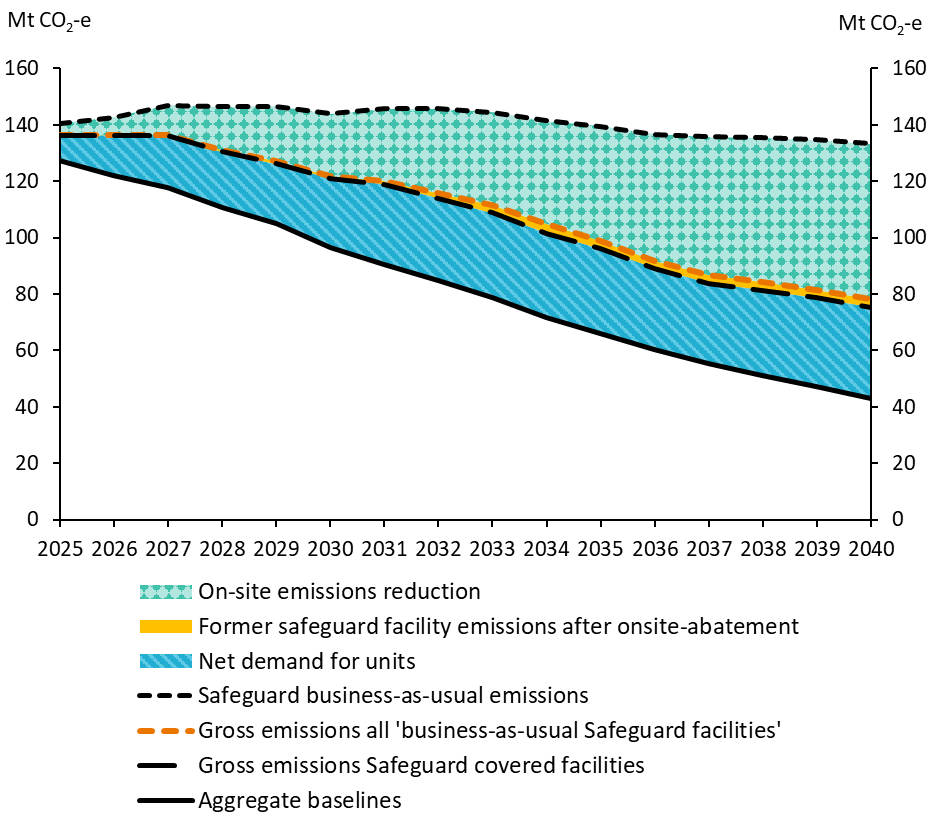 Mt CO₂-e Mt CO₂-e
160 160
140 140
120 120
100 100
80 80
60 60
40 40
20 20
0 0
2025 2026 2027 2028 2029 2030 2031 2032 2033 2034 2035 2036 2037 2038 2039 2040
On-site emissions reduction
Former safeguard facility emissions after onsite-abatement
Net demand for units
Safeguard business-as-usual emissions
Gross emissions all 'business-as-usual Safeguard facilities'
Gross emissions Safeguard covered facilities
Aggregate baselines